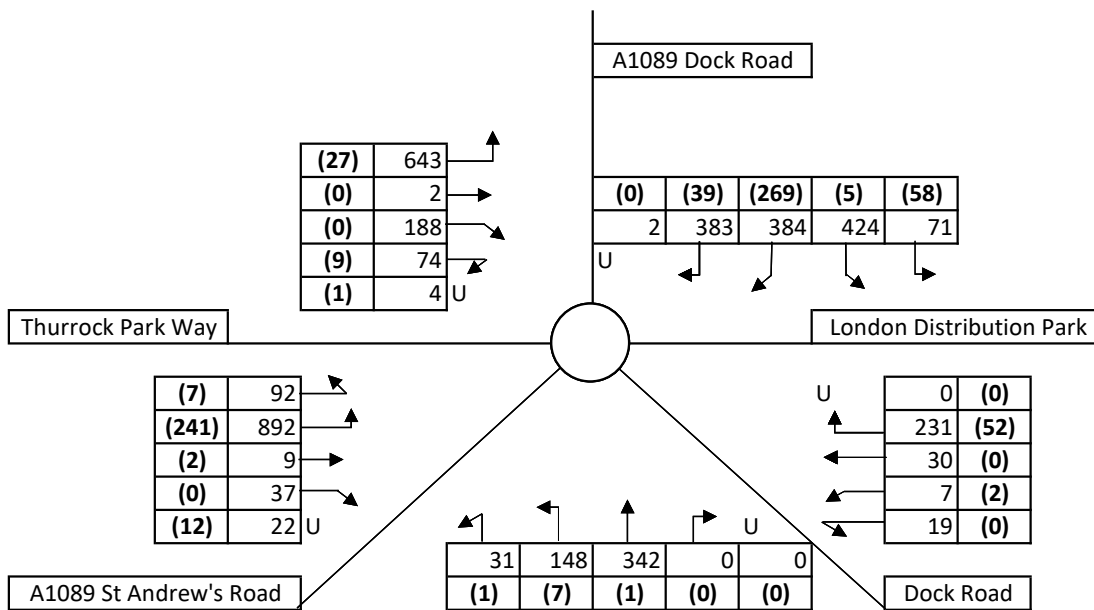 A1089 Dock Road
(27) 643
(0) 2
(0) 188
(9) 74
(1) 4 U
(0) (39) (269) (5) (58)
2 383 384 424 71
U
Thurrock Park Way
London Distribution Park
(7) 92
(241) 892
(2) 9
(0) 37
(12) 22 U
U 0 (0)
231 (52)
30 (0)
7 (2)
19 (0)
U
31 148 342 0 0
(1) (7) (1) (0) (0)
A1089 St Andrew's Road
Dock Road